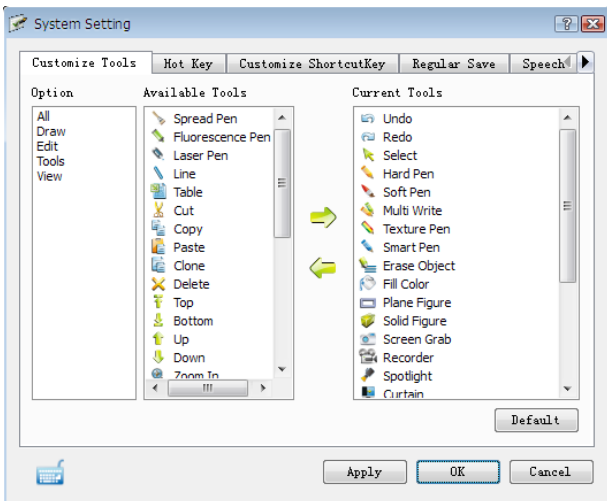 System Setting
Customize Tools
Hot Key
Customize ShortcutKey
Regular Save
Speech
Option
All
Draw
Edit
Tools
View
Available Tools
Spread Pen
Fluorescence Pen
Laser Pen
Line
Table
Cut
Copy
Paste
Clone
Delete
Top
Bottom
Up
Down
Zoom In
Current Tools
Undo
Redo
Select
Hard Pen
Soft Pen
Multi Write
Texture Pen
Smart Pen
Erase Object
Fill Color
Plane Figure
Solid Figure
Screen Grab
Recorder
Spotlight
Curtain
Default
Apply
OK
Cancel